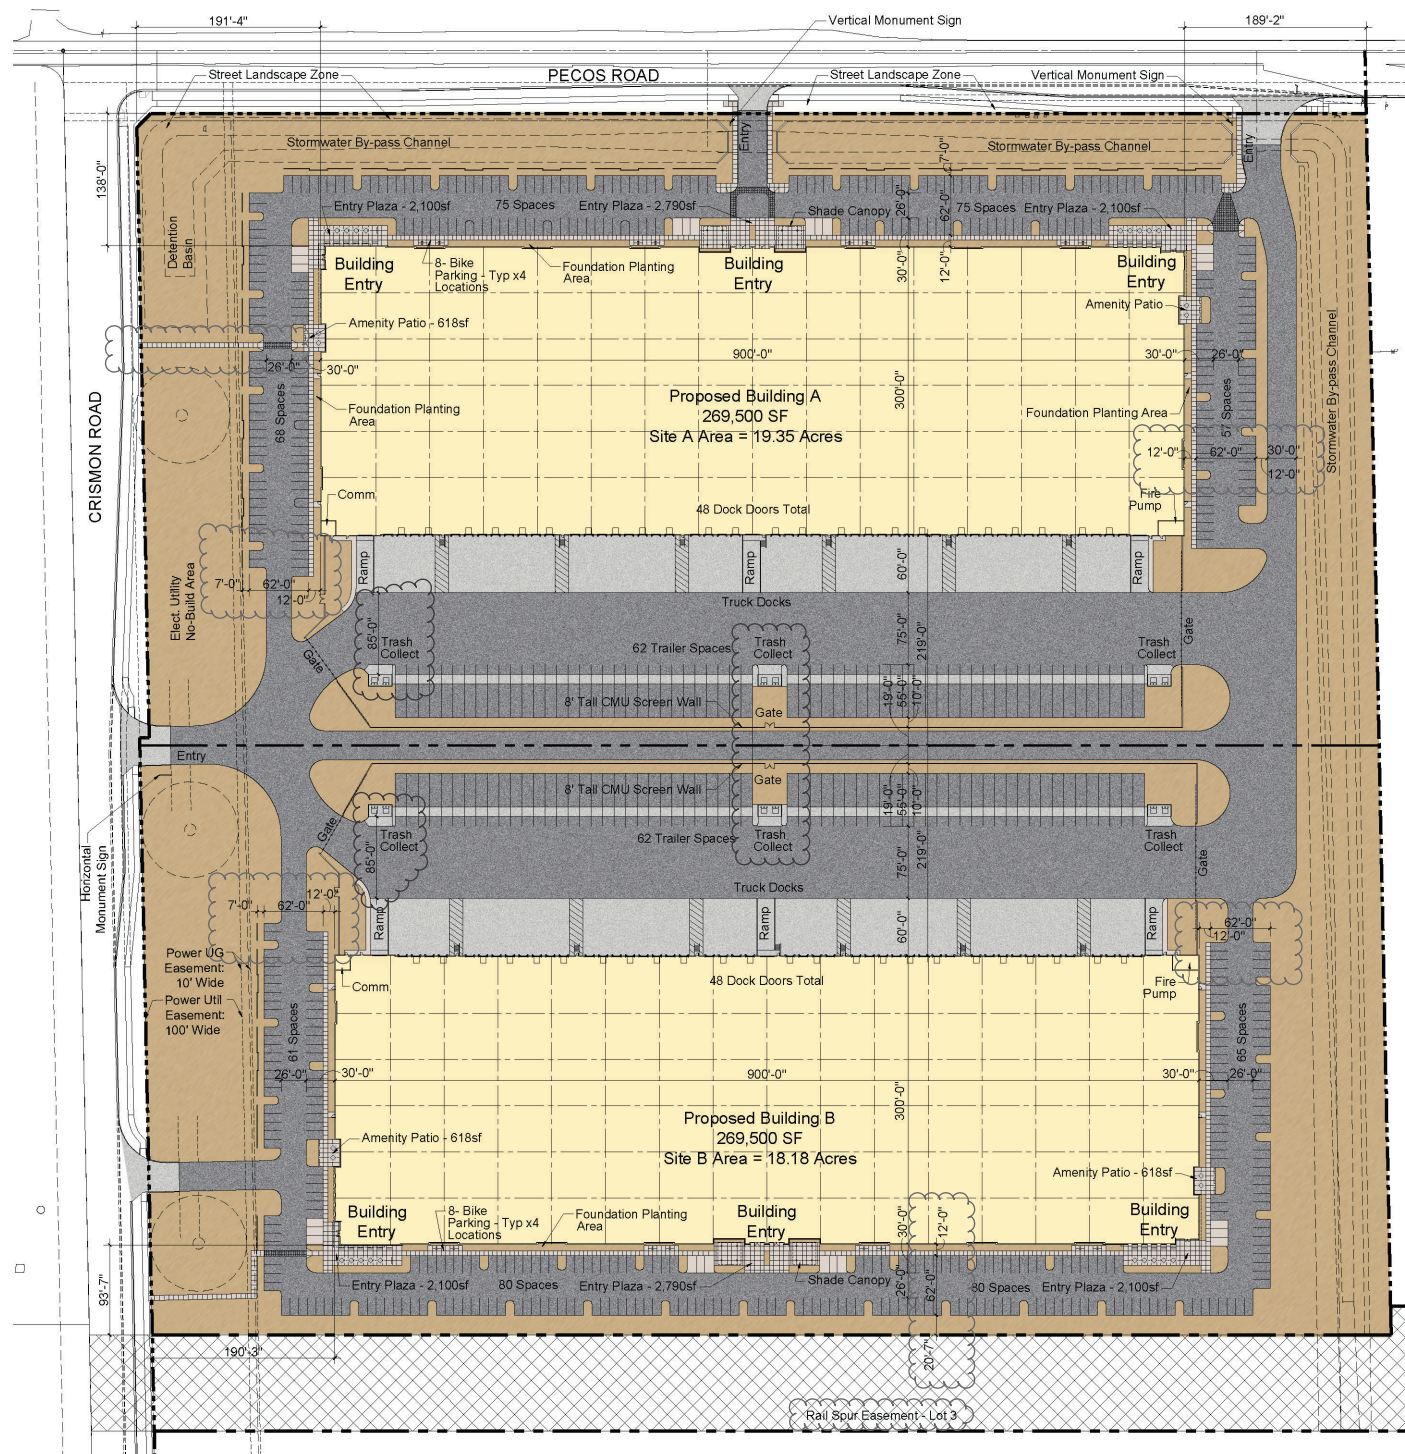 191'-4"
Vertical Monument Sign
189'-2"
Street Landscape Zone
PECOS ROAD
Street Landscape Zone
Vertical Monument Sign
Entry
Entry
Stormwater By-pass Channel
Stormwater By-pass Channel
7'-0"
138'-0"
Entry Plaza - 2,100sf
75 Spaces
Entry Plaza - 2,790sf
Shade Canopy
26'-0"
62'-0"
75 Spaces
Entry Plaza - 2,100sf
Detention
Basin
Building
Entry
8- Bike
Parking - Typ x4
Locations
Foundation Planting
Area
Building
Entry
30'-0"
12'-0"
Building
Entry
Amenity Patio
Amenity Patio - 618sf
26'-0"
30'-0"
900'-0"
30'-0"
26'-0"
Stormwater By-pass Channel
CRISMON ROAD
68 Spaces
Foundation Planting
Area
Proposed Building A
269,500 SF
Site A Area = 19.35 Acres
300'-0"
Foundation Planting Area
57 Spaces
12'-0"
62'-0"
30'-0"
12'-0"
Comm.
48 Dock Doors Total
Fire
Pump
Elect. Utility
No-Build Area
7'-0"
62'-0"
12'-0"
Ramp
Ramp
60'-0"
Ramp
Truck Docks
Gate
85'-0"
Trash
Collect
62 Trailer Spaces
Trash
Collect
75'-0"
219'-0"
Trash
Collect
Gate
8' Tall CMU Screen Wall
Gate
19'-0"
55'-0"
10'-0"
Entry
8' Tall CMU Screen Wall
Gate
19'-0"
55'-0"
10'-0"
Horizontal
Monument Sign
Gate
85'-0"
Trash
Collect
62 Trailer Spaces
Trash
Collect
75'-0"
219'-0"
Trash
Collect
Gate
Truck Docks
7'-0"
62'-0"
12'-0"
Ramp
Ramp
60'-0"
Ramp
62'-0"
12'-0"
Power UG
Easement:
10' Wide
Power Util
Easement:
100' Wide
Comm.
48 Dock Doors Total
Fire
Pump
61 Spaces
65 Spaces
26'-0"
30'-0"
900'-0"
30'-0"
26'-0"
300'-0"
Proposed Building B
269,500 SF
Site B Area = 18.18 Acres
Amenity Patio - 618sf
Amenity Patio - 618sf
Building
Entry
8- Bike
Parking - Typ x4
Locations
Foundation Planting
Area
Building
Entry
30'-0"
12'-0"
Building
Entry
93'-7"
Entry Plaza - 2,100sf
80 Spaces
Entry Plaza - 2,790sf
Shade Canopy
26'-0"
62'-0"
80 Spaces
Entry Plaza - 2,100sf
190'-3"
20'-7"
Rail Spur Easement - Lot 3